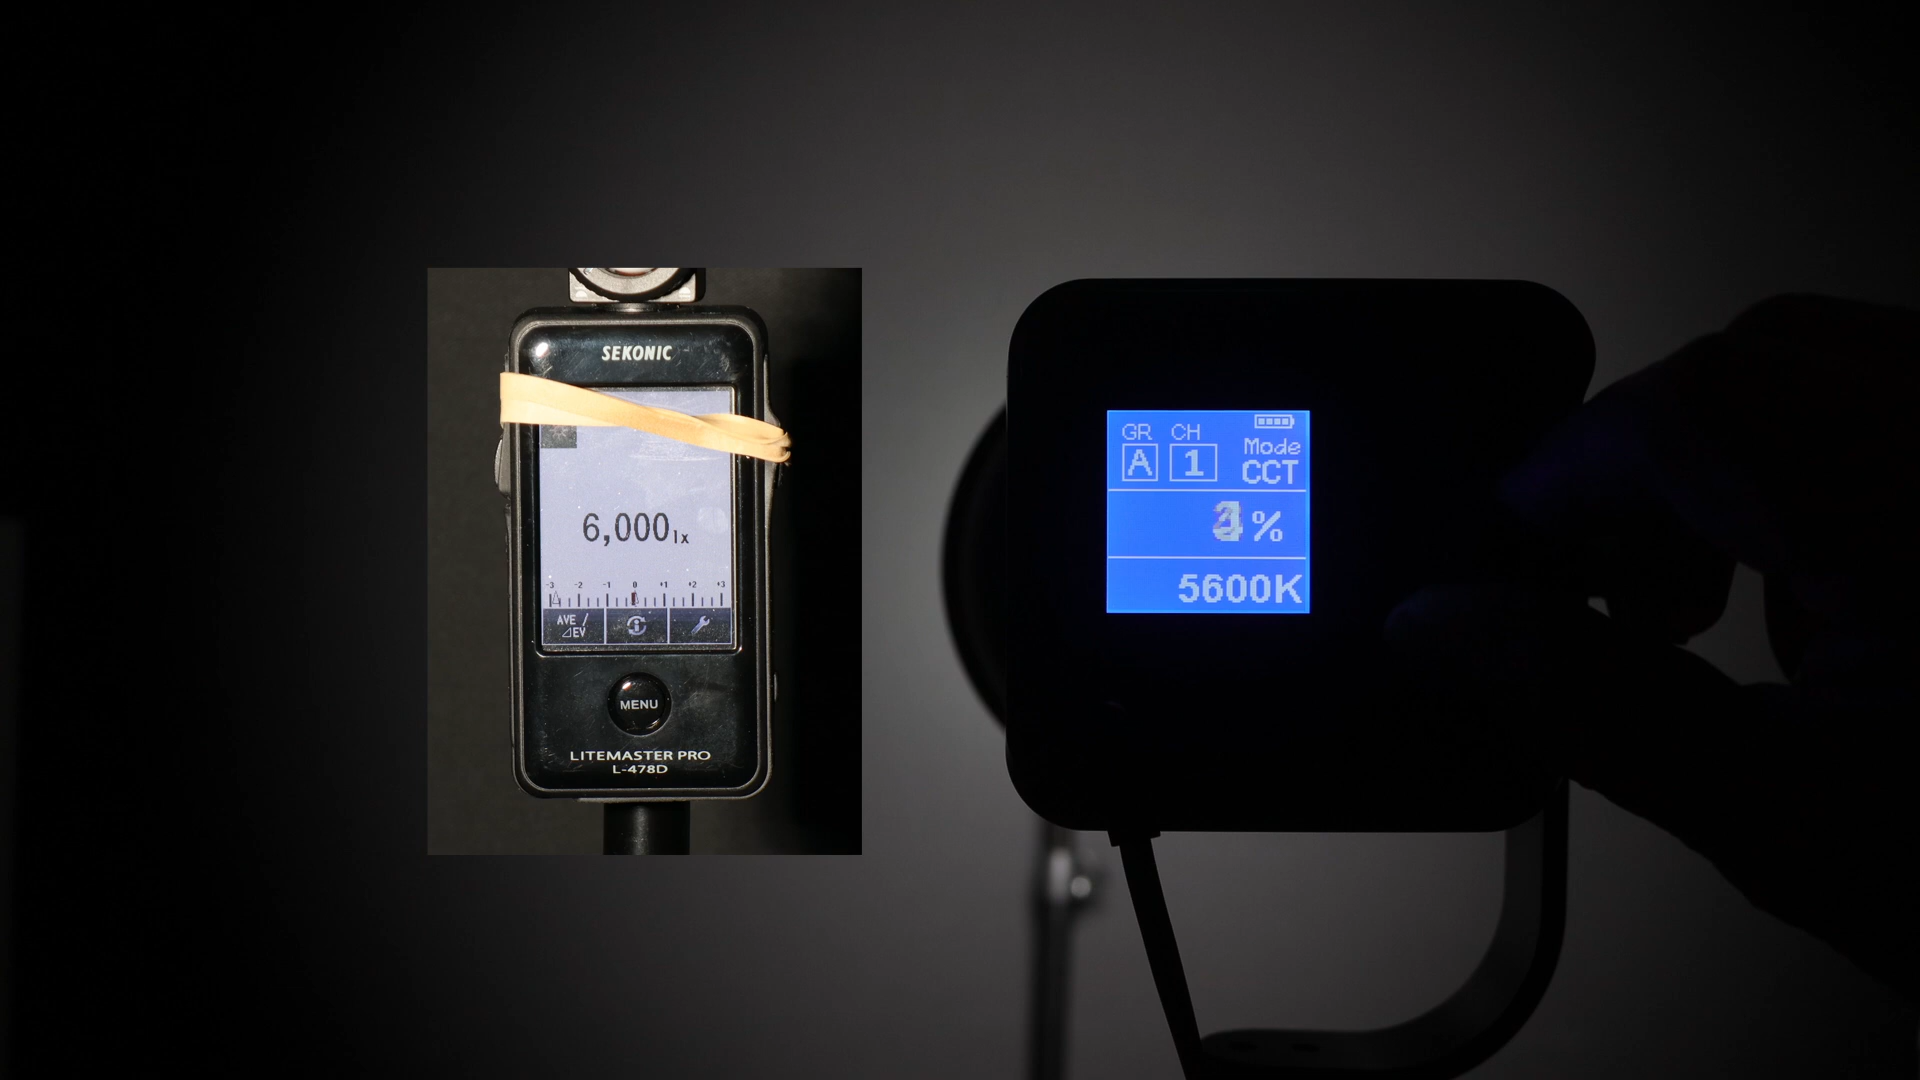 SEKONIC
6,000lx
-3 -2 -1 0 +1 +2 +3
AVE /
⊿EV
MENU
LITEMASTER PRO
L-478D
GR CH
A 1
Mode
CCT
%
5600K